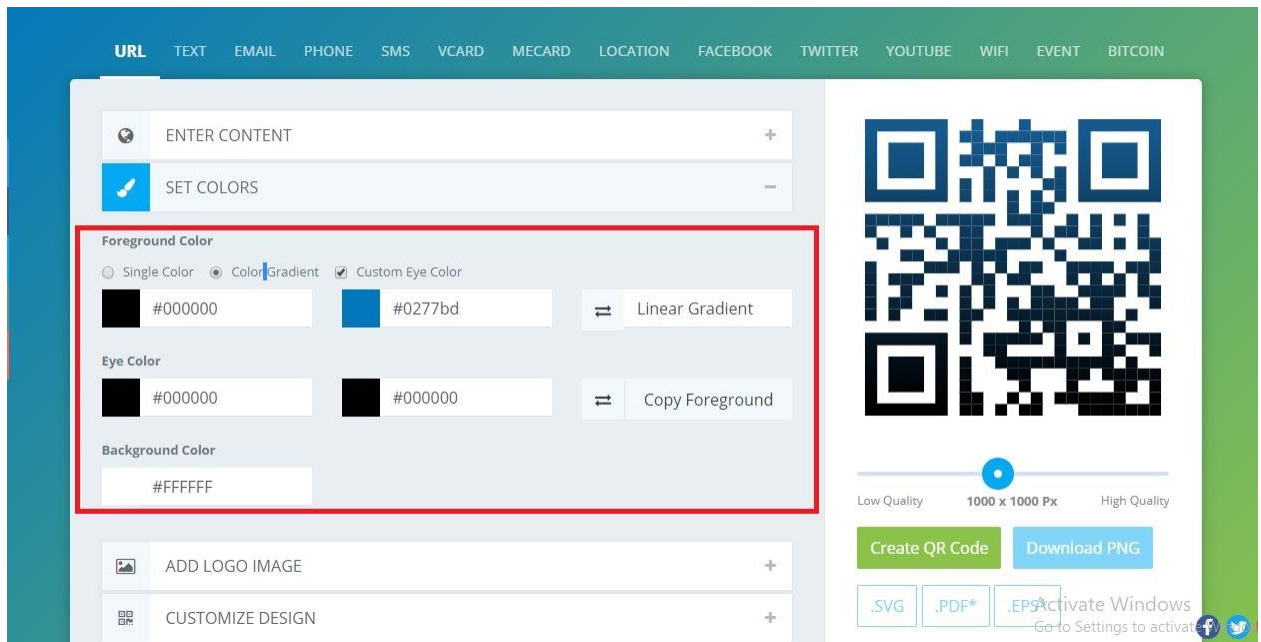 URL TEXT EMAIL PHONE SMS VCARD MECARD LOCATION FACEBOOK TWITTER YOUTUBE WIFI EVENT BITCOIN
ENTER CONTENT +
SET COLORS −
Foreground Color
Single Color Color Gradient Custom Eye Color
#000000 #0277bd Linear Gradient
Eye Color
#000000 #000000 Copy Foreground
Background Color
#FFFFFF
ADD LOGO IMAGE +
CUSTOMIZE DESIGN +
Low Quality 1000 x 1000 Px High Quality
Create QR Code Download PNG
.SVG .PDF* .EPS*
Activate Windows
Go to Settings to activate